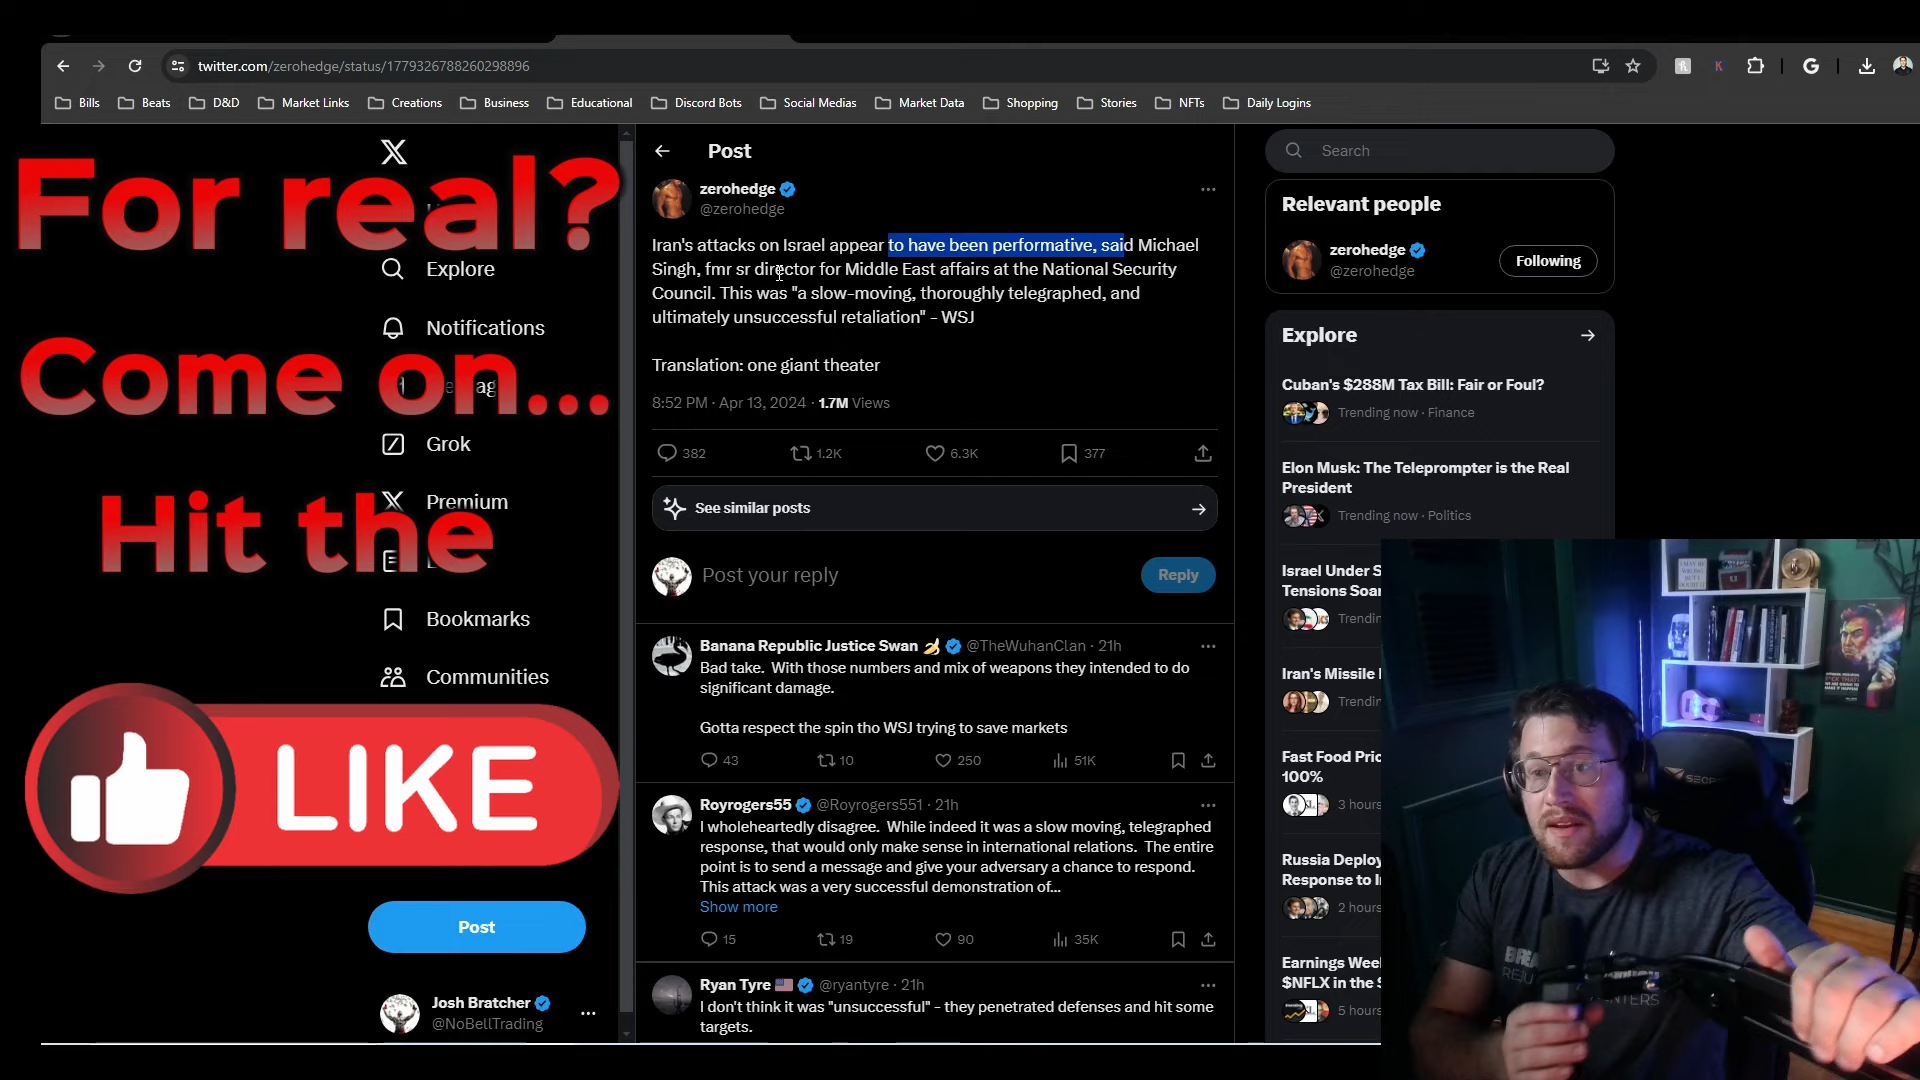 twitter.com/zerohedge/status/1779326788260298896
Bills
Beats
D&D
Market Links
Creations
Business
Educational
Discord Bots
Social Medias
Market Data
Shopping
Stories
NFTs
Daily Logins
For real?
Come on...
Hit the
LIKE
Explore
Notifications
Grok
Premium
Bookmarks
Communities
Post
Josh Bratcher
@NoBellTrading
Post
zerohedge
@zerohedge
Iran's attacks on Israel appear to have been performative, said Michael
Singh, fmr sr director for Middle East affairs at the National Security
Council. This was "a slow-moving, thoroughly telegraphed, and
ultimately unsuccessful retaliation" - WSJ
Translation: one giant theater
8:52 PM · Apr 13, 2024 · 1.7M Views
382
1.2K
6.3K
377
See similar posts
Post your reply
Reply
Banana Republic Justice Swan 🍌 @TheWuhanClan · 21h
Bad take. With those numbers and mix of weapons they intended to do
significant damage.
Gotta respect the spin tho WSJ trying to save markets
43
10
250
51K
Royrogers55 @Royrogers551 · 21h
I wholeheartedly disagree. While indeed it was a slow moving, telegraphed
response, that would only make sense in international relations. The entire
point is to send a message and give your adversary a chance to respond.
This attack was a very successful demonstration of...
Show more
15
19
90
35K
Ryan Tyre 🇺🇸 @ryantyre · 21h
I don't think it was "unsuccessful" - they penetrated defenses and hit some
targets.
Search
Relevant people
zerohedge
@zerohedge
Following
Explore
Cuban's $288M Tax Bill: Fair or Foul?
Trending now · Finance
Elon Musk: The Teleprompter is the Real
President
Trending now · Politics
Israel Under S
Tensions Soar
Trendin
Iran's Missile
Trendin
Fast Food Pric
100%
3 hours
Russia Deploy
Response to I
2 hours
Earnings Wee
$NFLX in the S
5 hours